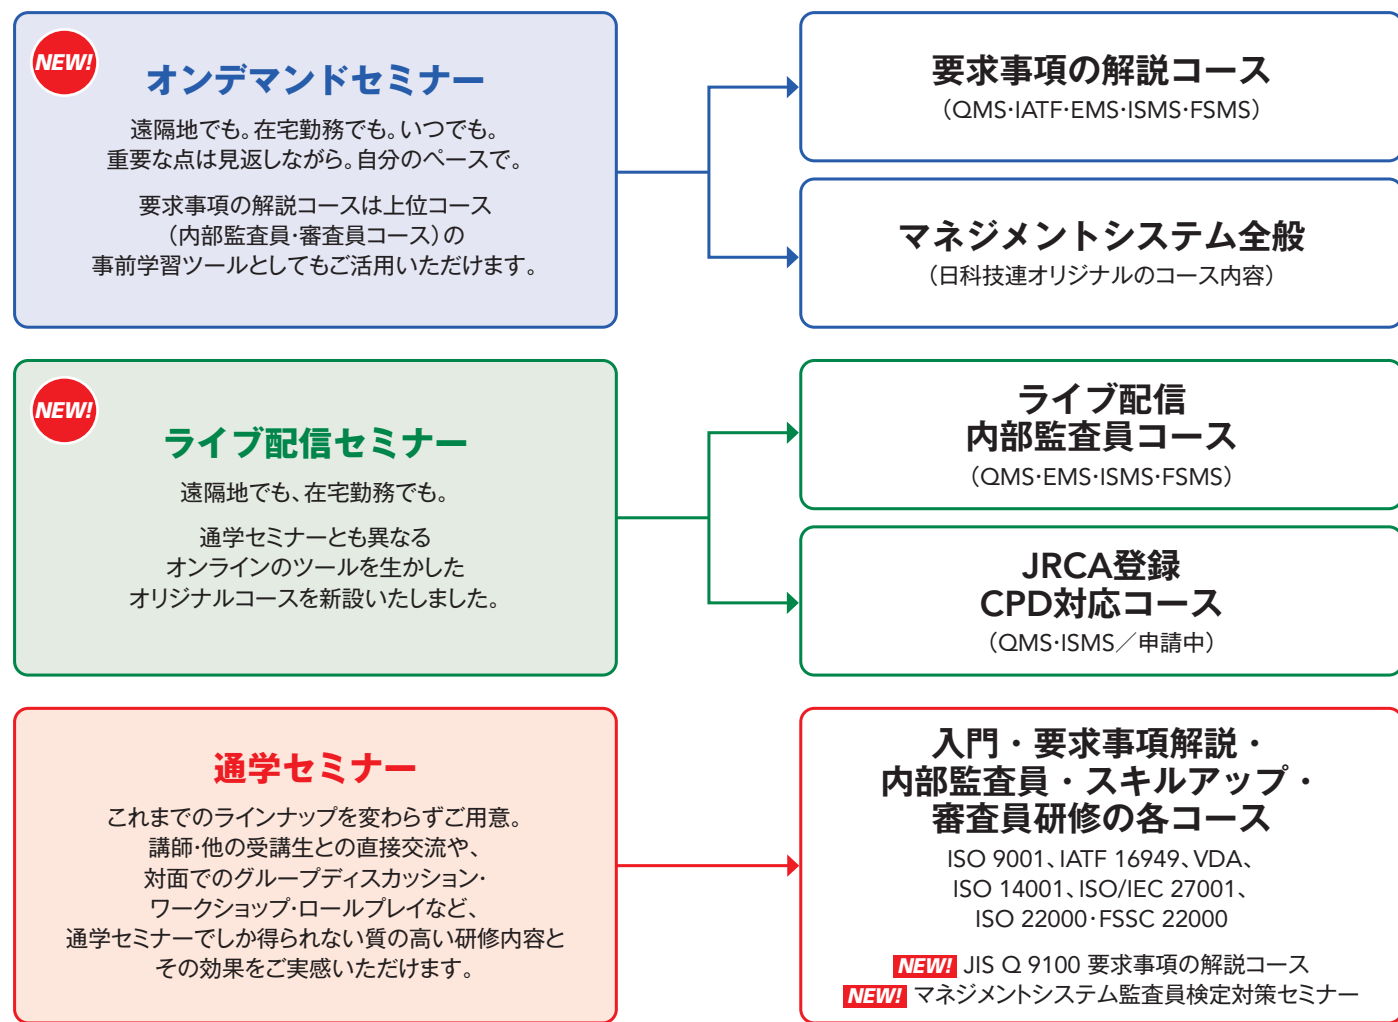 NEW!
オンデマンドセミナー
遠隔地でも。在宅勤務でも。いつでも。
重要な点は見返しながら。自分のペースで。
要求事項の解説コースは上位コース
（内部監査員・審査員コース）の
事前学習ツールとしてもご活用いただけます。
要求事項の解説コース
（QMS・IATF・EMS・ISMS・FSMS）
マネジメントシステム全般
（日科技連オリジナルのコース内容）
NEW!
ライブ配信セミナー
遠隔地でも、在宅勤務でも。
通学セミナーとも異なる
オンラインのツールを生かした
オリジナルコースを新設いたしました。
ライブ配信
内部監査員コース
（QMS・EMS・ISMS・FSMS）
JRCA登録
CPD対応コース
（QMS・ISMS／申請中）
通学セミナー
これまでのラインナップを変わらずご用意。
講師・他の受講生との直接交流や、
対面でのグループディスカッション・
ワークショップ・ロールプレイなど、
通学セミナーでしか得られない質の高い研修内容と
その効果をご実感いただけます。
入門・要求事項解説・
内部監査員・スキルアップ・
審査員研修の各コース
ISO 9001、IATF 16949、VDA、
ISO 14001、ISO/IEC 27001、
ISO 22000・FSSC 22000
NEW! JIS Q 9100 要求事項の解説コース
NEW! マネジメントシステム監査員検定対策セミナー